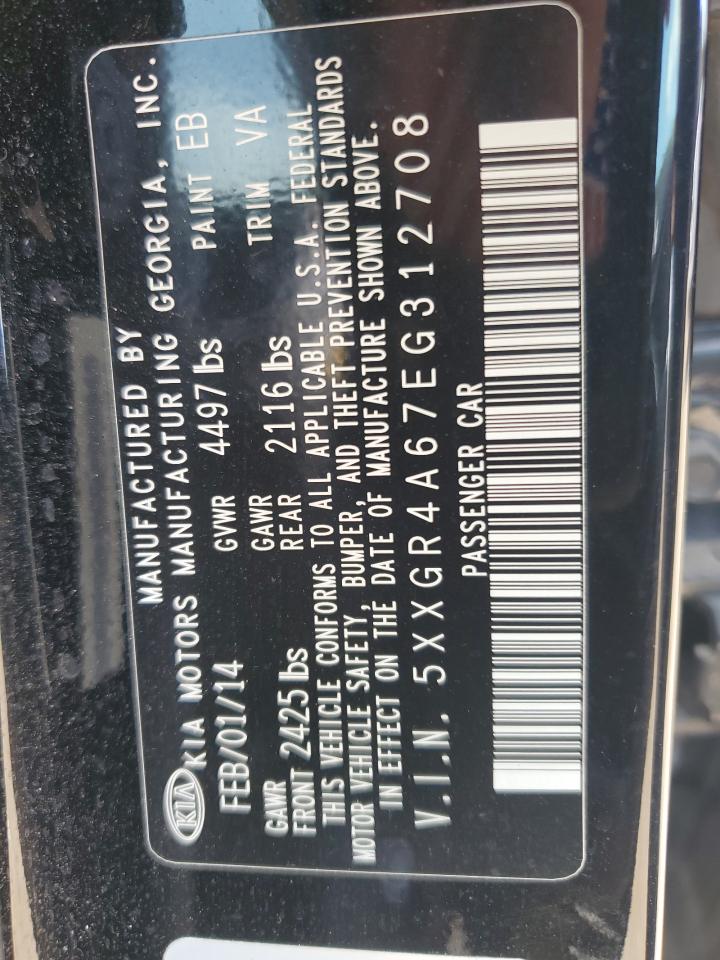 MANUFACTURED BY
KIA KIA MOTORS MANUFACTURING GEORGIA, INC.
FEB/01/14 GVWR 4497 lbs PAINT EB
GAWR FRONT 2425 lbs GAWR REAR 2116 lbs TRIM VA
THIS VEHICLE CONFORMS TO ALL APPLICABLE U.S.A. FEDERAL
MOTOR VEHICLE SAFETY, BUMPER, AND THEFT PREVENTION STANDARDS
IN EFFECT ON THE DATE OF MANUFACTURE SHOWN ABOVE.
V.I.N. 5XXGR4A67EG312708
PASSENGER CAR